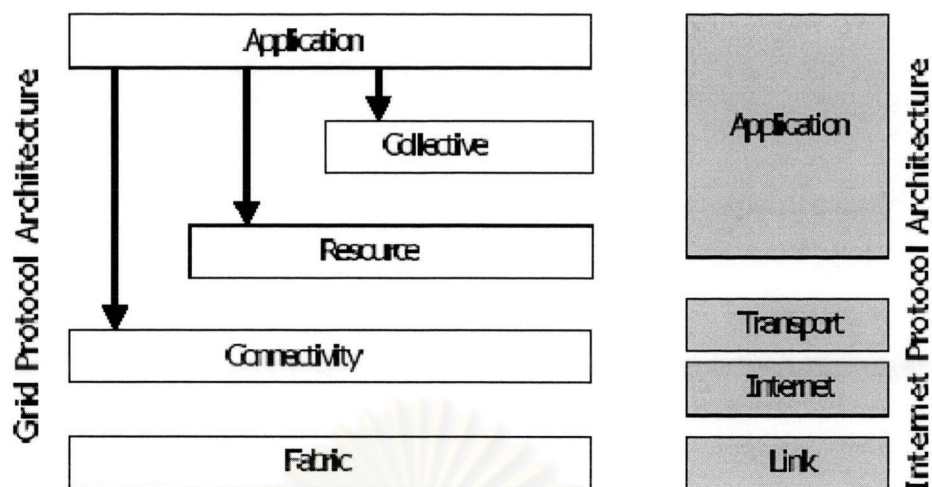 Grid Protocol Architecture
Application
Collective
Resource
Connectivity
Fabric
Application
Transport
Internet
Link
Internet Protocol Architecture